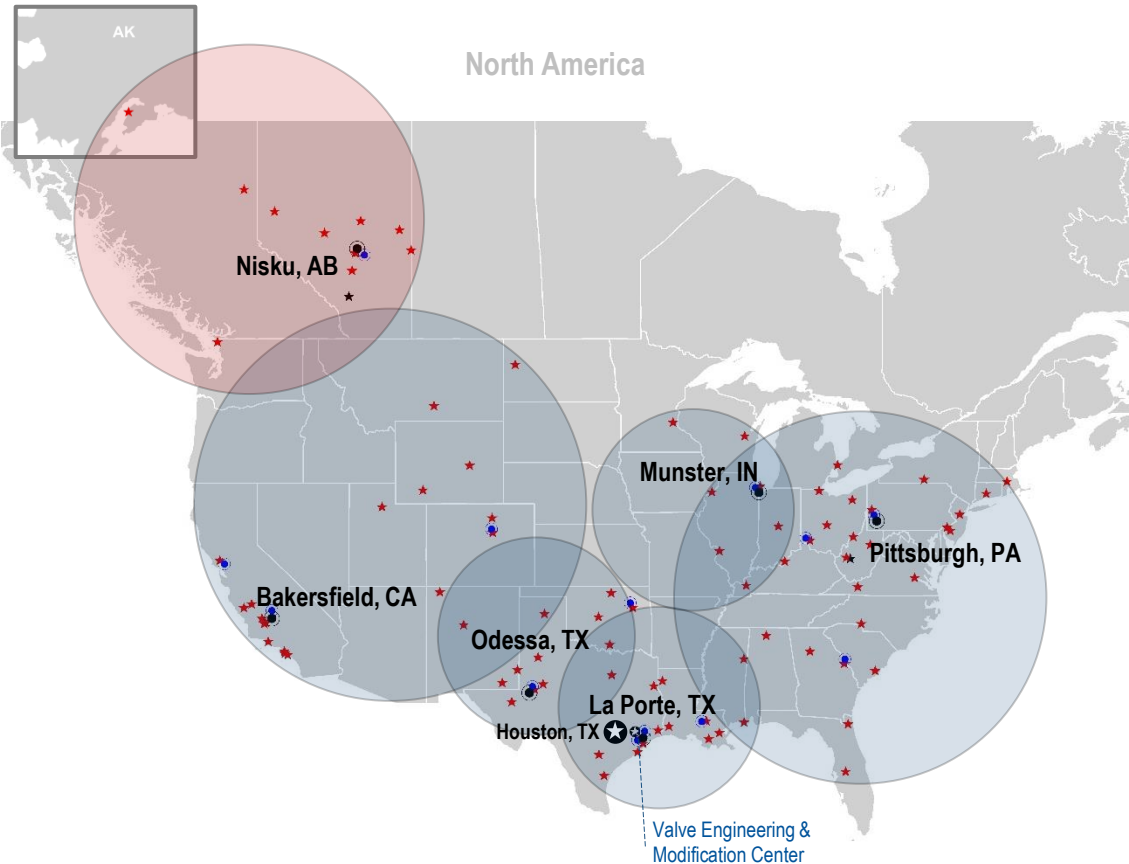 AK
North America
Nisku, AB
Munster, IN
Pittsburgh, PA
Bakersfield, CA
Odessa, TX
La Porte, TX
Houston, TX
Valve Engineering &
Modification Center